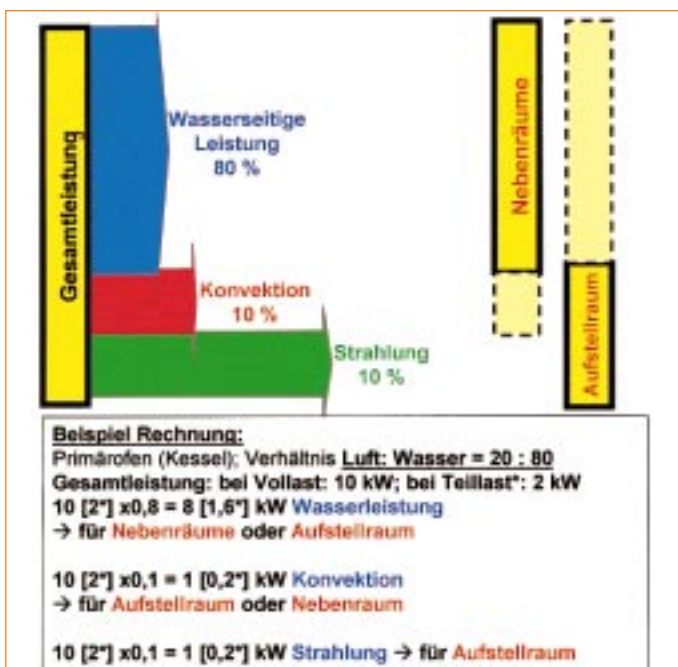 Gesamtleistung
Wasserseitige
Leistung
80 %
Konvektion
10 %
Strahlung
10 %
Nebenräume
Aufstellraum
Beispiel Rechnung:
Primärofen (Kessel); Verhältnis Luft: Wasser = 20 : 80
Gesamtleistung: bei Vollast: 10 kW; bei Teillast*: 2 kW
10 [2*] x0,8 = 8 [1,6*] kW Wasserleistung
→ für Nebenräume oder Aufstellraum
10 [2*] x0,1 = 1 [0,2*] kW Konvektion
→ für Aufstellraum oder Nebenraum
10 [2*] x0,1 = 1 [0,2*] kW Strahlung → für Aufstellraum